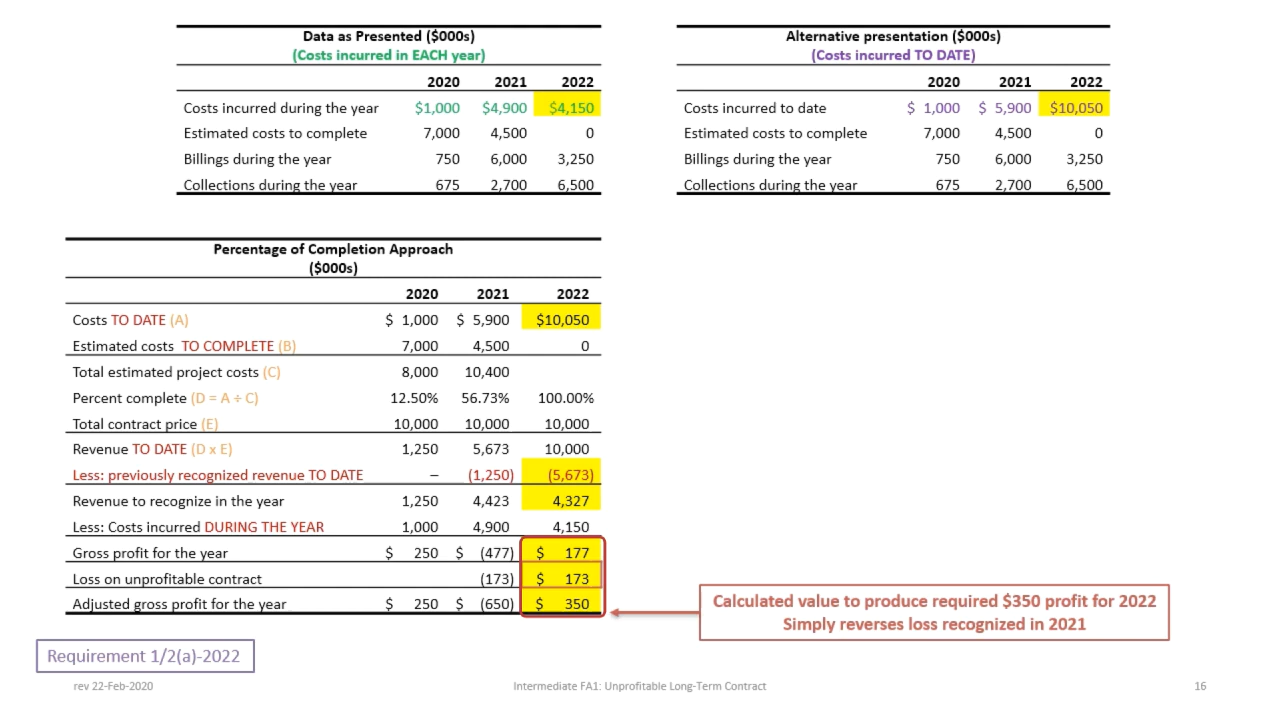 Data as Presented ($000s)
(Costs incurred in EACH year)
2020 2021 2022
Costs incurred during the year $1,000 $4,900 $4,150
Estimated costs to complete 7,000 4,500 0
Billings during the year 750 6,000 3,250
Collections during the year 675 2,700 6,500
Alternative presentation ($000s)
(Costs incurred TO DATE)
2020 2021 2022
Costs incurred to date $ 1,000 $ 5,900 $10,050
Estimated costs to complete 7,000 4,500 0
Billings during the year 750 6,000 3,250
Collections during the year 675 2,700 6,500
Percentage of Completion Approach
($000s)
2020 2021 2022
Costs TO DATE (A) $ 1,000 $ 5,900 $10,050
Estimated costs TO COMPLETE (B) 7,000 4,500 0
Total estimated project costs (C) 8,000 10,400
Percent complete (D = A ÷ C) 12.50% 56.73% 100.00%
Total contract price (E) 10,000 10,000 10,000
Revenue TO DATE (D x E) 1,250 5,673 10,000
Less: previously recognized revenue TO DATE – (1,250) (5,673)
Revenue to recognize in the year 1,250 4,423 4,327
Less: Costs incurred DURING THE YEAR 1,000 4,900 4,150
Gross profit for the year $ 250 $ (477) $ 177
Loss on unprofitable contract (173) $ 173
Adjusted gross profit for the year $ 250 $ (650) $ 350
Calculated value to produce required $350 profit for 2022
Simply reverses loss recognized in 2021
Requirement 1/2(a)-2022
rev 22-Feb-2020 Intermediate FA1: Unprofitable Long-Term Contract 16